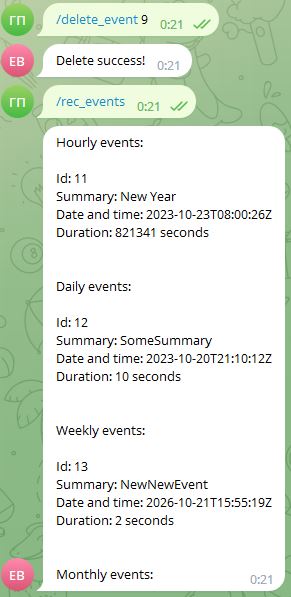 ГП
/delete_event 9 0:21
ЕВ
Delete success! 0:21
ГП
/rec_events 0:21
Hourly events:
Id: 11
Summary: New Year
Date and time: 2023-10-23T08:00:26Z
Duration: 821341 seconds
Daily events:
Id: 12
Summary: SomeSummary
Date and time: 2023-10-20T21:10:12Z
Duration: 10 seconds
Weekly events:
Id: 13
Summary: NewNewEvent
Date and time: 2026-10-21T15:55:19Z
Duration: 2 seconds
Monthly events:
ЕВ
0:21